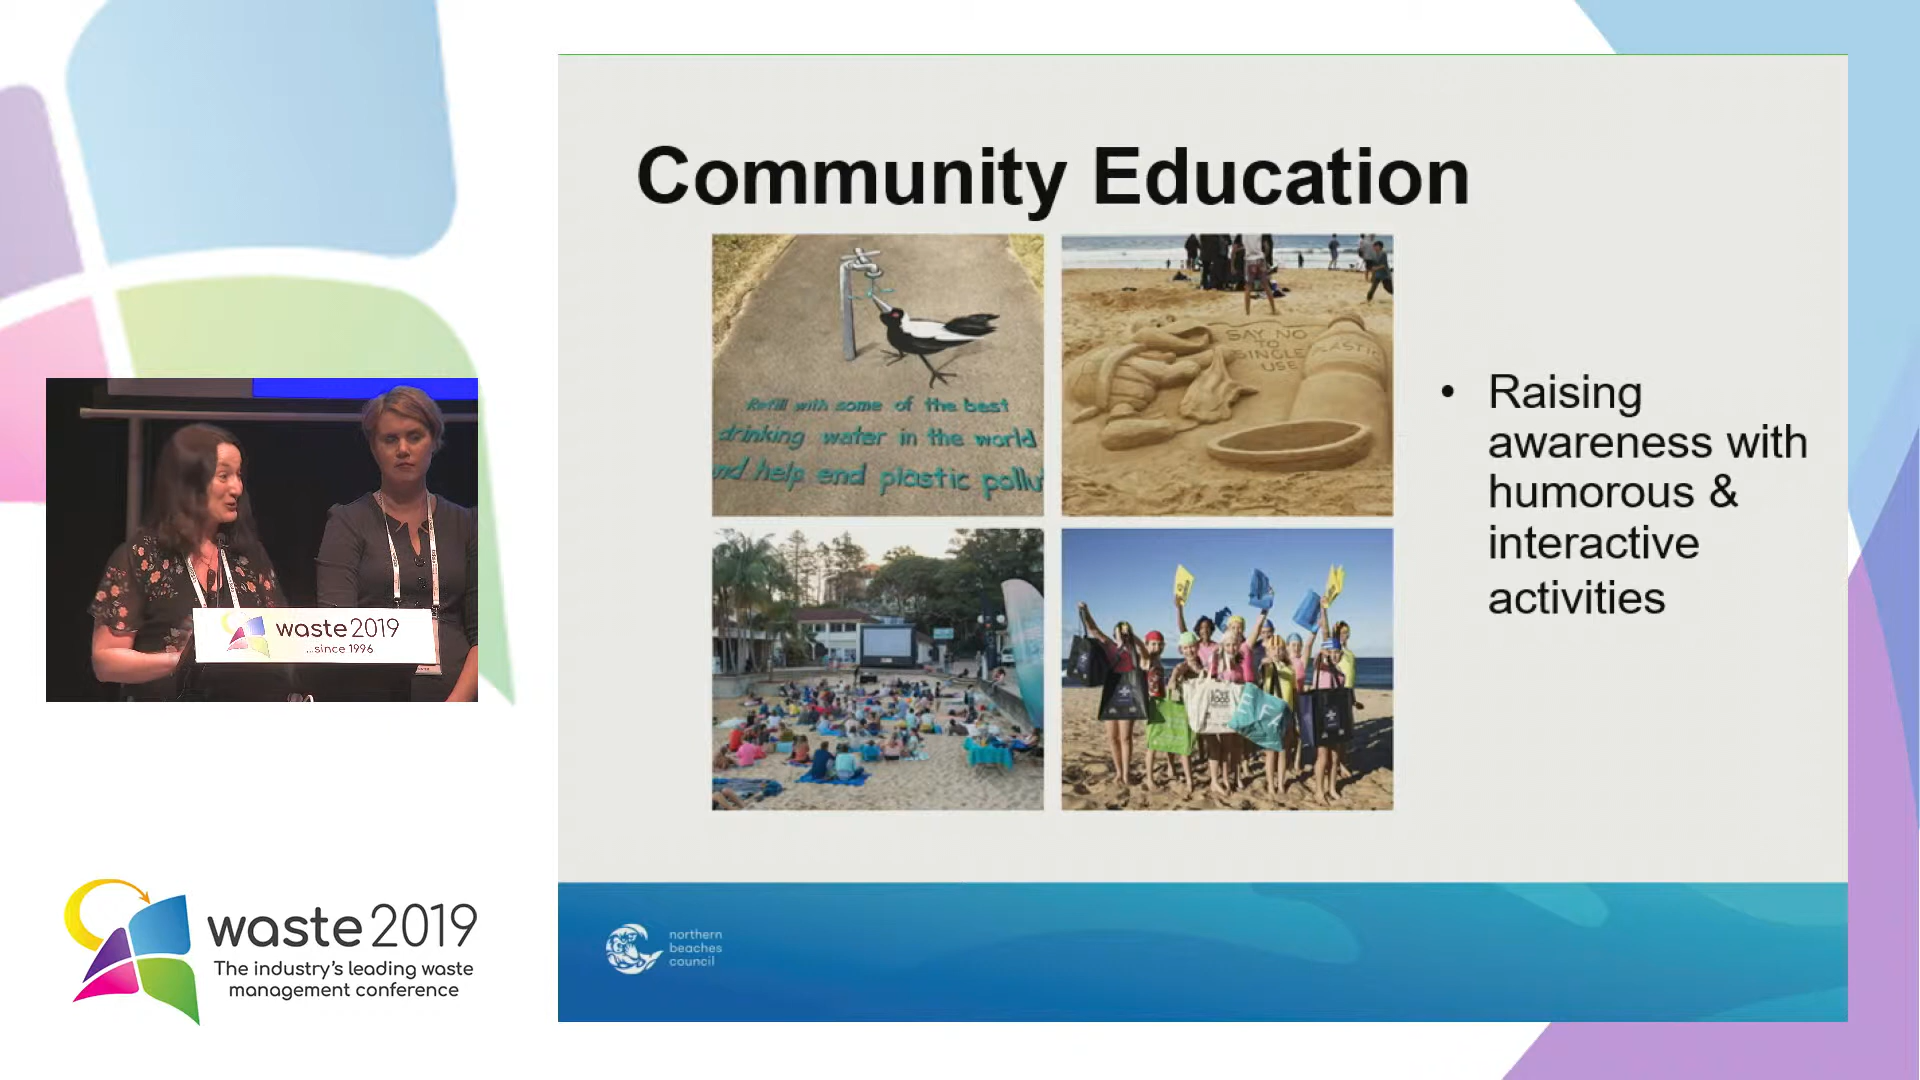 Community Education
Refill with some of the best
drinking water in the world
and help end plastic pollu
SAY NO
TO
SINGLE
USE
PLASTIC
• Raising
awareness with
humorous &
interactive
activities
waste2019
...since 1996
waste2019
The industry's leading waste
management conference
northern
beaches
council